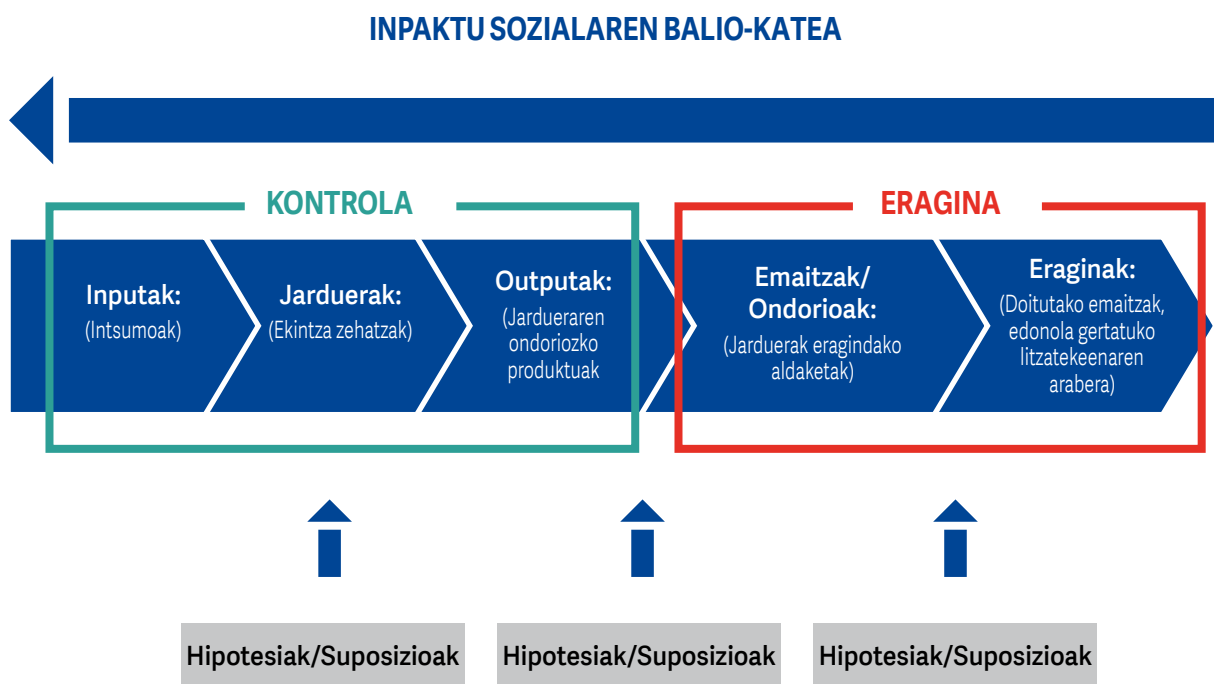 INPAKTU SOZIALAREN BALIO-KATEA
KONTROLA
ERAGINA
Inputak:
(Intsumoak)
Jarduerak:
(Ekintza zehatzak)
Outputak:
(Jardueraren
ondoriozko
produktuak
Emaitzak/
Ondorioak:
(Jarduerak eragindako
aldaketak)
Eraginak:
(Doitutako emaitzak,
edonola gertatuko
litzatekeenaren
arabera)
Hipotesiak/Suposizioak
Hipotesiak/Suposizioak
Hipotesiak/Suposizioak